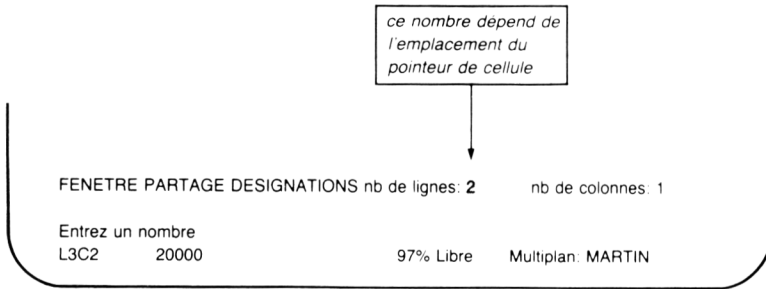 ce nombre dépend de
l'emplacement du
pointeur de cellule
FENETRE PARTAGE DESIGNATIONS nb de lignes: 2 nb de colonnes: 1
Entrez un nombre
L3C2 20000 97% Libre Multiplan: MARTIN